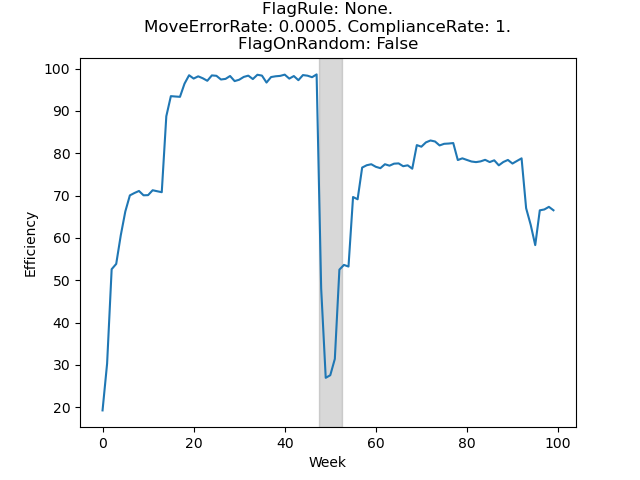 FlagRule: None.
MoveErrorRate: 0.0005. ComplianceRate: 1.
FlagOnRandom: False
100
90
80
70
60
50
40
30
20
Efficiency
0 20 40 60 80 100
Week